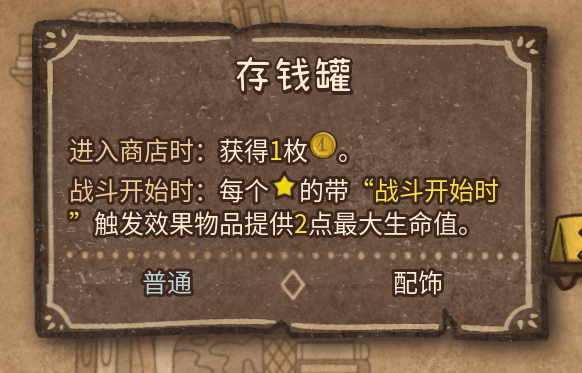 存钱罐
进入商店时：获得1枚1。
战斗开始时：每个★的带“战斗开始时
”触发效果物品提供2点最大生命值。
普通 ◇ 配饰